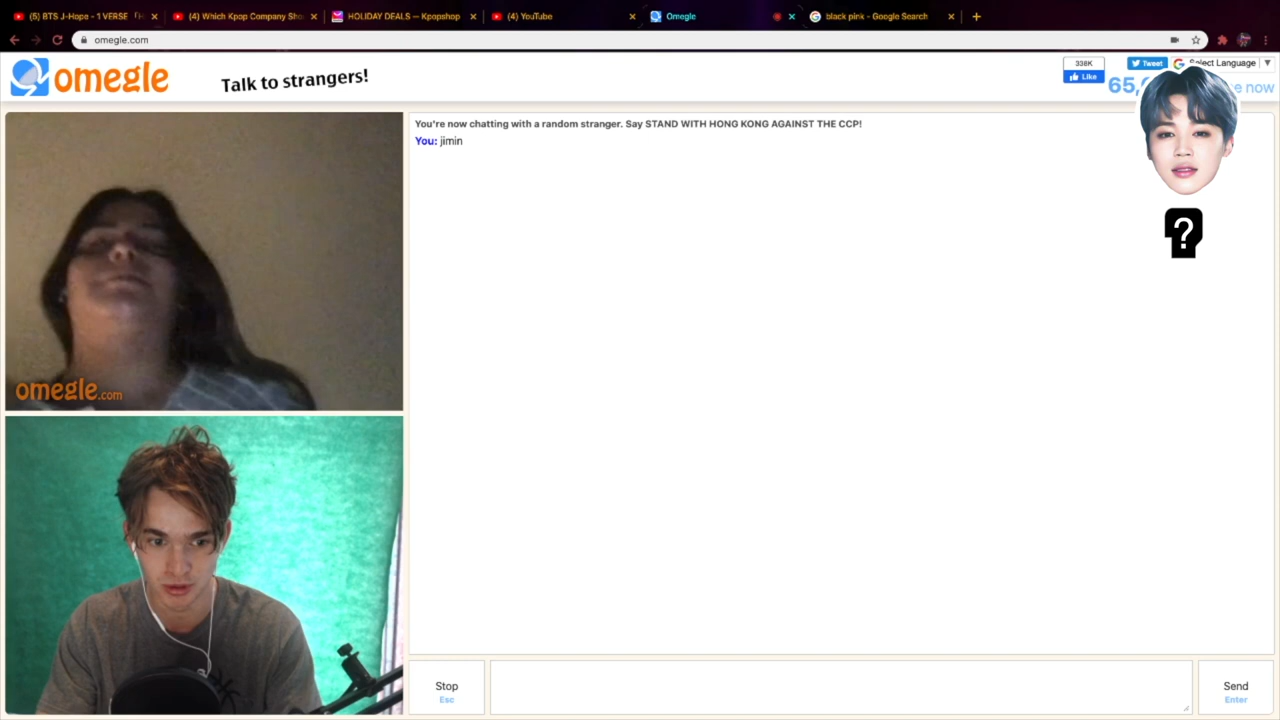 (5) BTS J-Hope - 1 VERSE
(4) Which Kpop Company Sho
HOLIDAY DEALS — Kpopshop
(4) YouTube
Omegle
black pink - Google Search
omegle.com
omegle
Talk to strangers!
338K
Like
Tweet
Select Language
65,
now
You're now chatting with a random stranger. Say STAND WITH HONG KONG AGAINST THE CCP!
You: jimin
?
omegle.com
Stop
Esc
Send
Enter